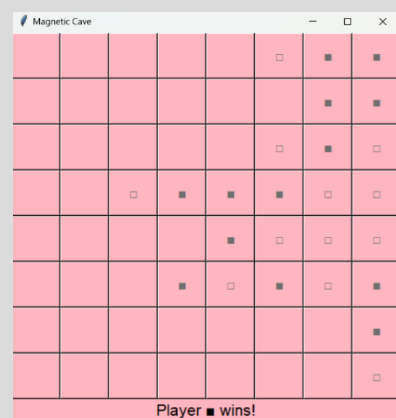 Magnetic Cave
□ ■ ■
■ ■
□ ■ □
□ ■ ■ ■ □ □
■ □ □ □
■ □ ■ □ ■
■
□
Player ■ wins!